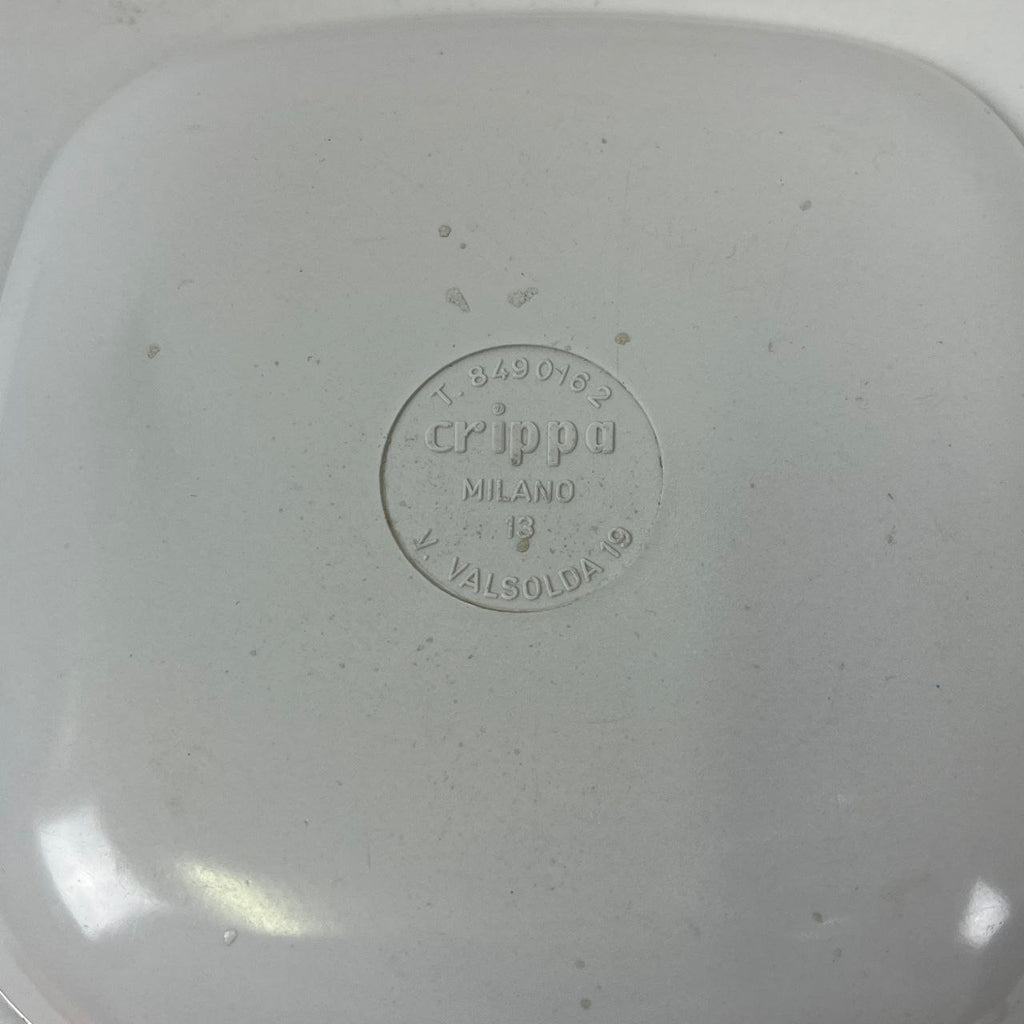 T. 8490162
crippa
MILANO
13
V. VALSOLDA 19